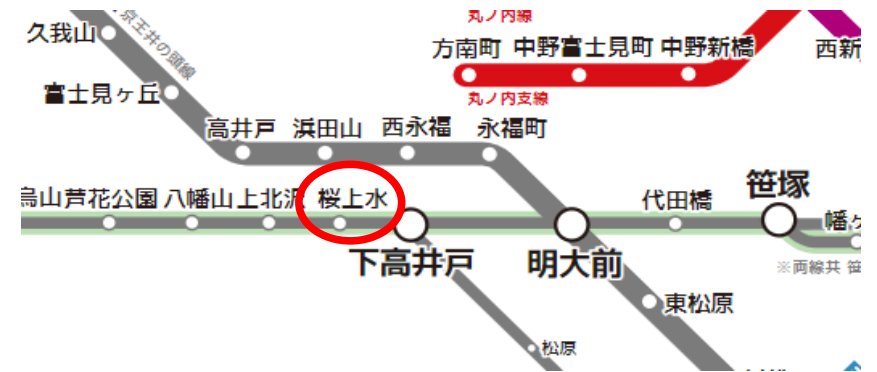 丸ノ内線
久我山
京王井の頭線
方南町 中野富士見町 中野新橋
西新
富士見ヶ丘
丸ノ内支線
高井戸 浜田山 西永福 永福町
烏山 芦花公園 八幡山 上北沢 桜上水
代田橋
笹塚
幡
下高井戸
明大前
※両線共 笹
東松原
松原